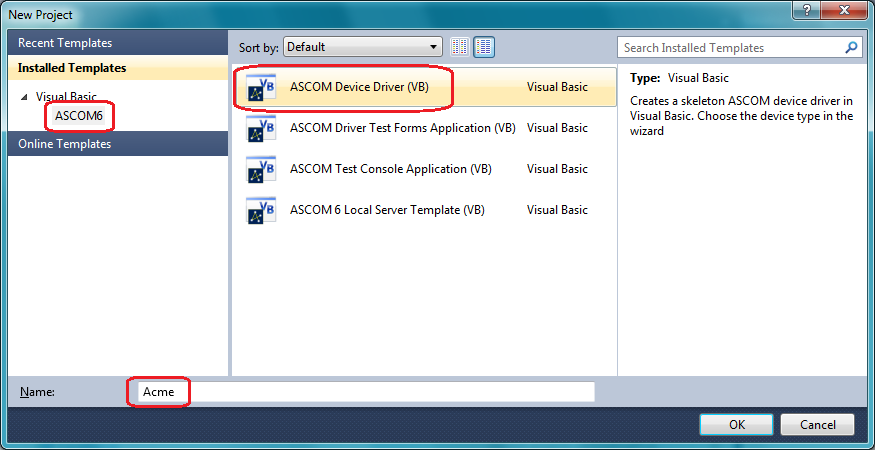 New Project
Recent Templates
Installed Templates
Visual Basic
ASCOM6
Online Templates
Sort by: Default
Search Installed Templates
ASCOM Device Driver (VB) Visual Basic
ASCOM Driver Test Forms Application (VB) Visual Basic
ASCOM Test Console Application (VB) Visual Basic
ASCOM 6 Local Server Template (VB) Visual Basic
Type: Visual Basic
Creates a skeleton ASCOM device driver in
Visual Basic. Choose the device type in the
wizard
Name: Acme
OK Cancel